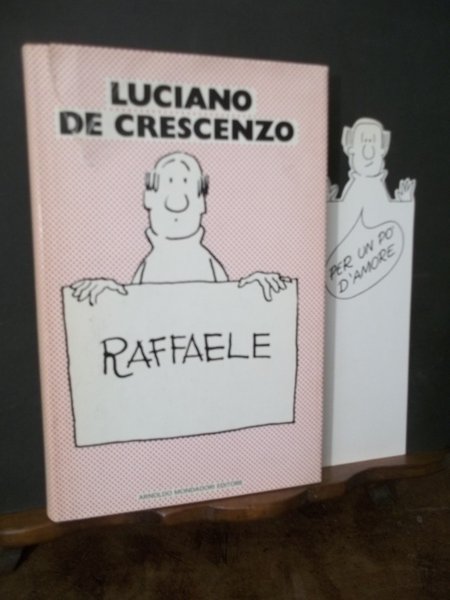 LUCIANO
DE CRESCENZO
RAFFAELE
ARNOLDO MONDADORI EDITORE
PER UN PO'
D'AMORE